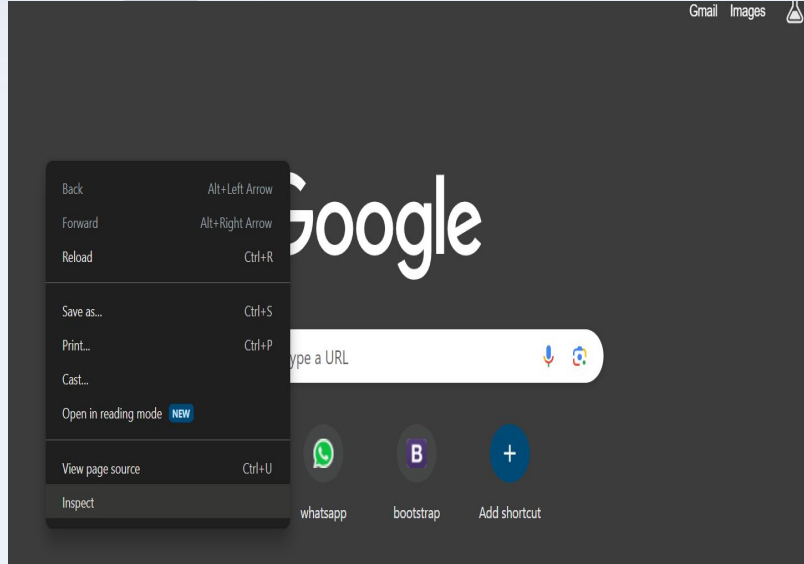 Gmail Images
Google
Back Alt+Left Arrow
Forward Alt+Right Arrow
Reload Ctrl+R
Save as... Ctrl+S
Print... Ctrl+P
Cast...
Open in reading mode NEW
View page source Ctrl+U
Inspect
a URL
B
whatsapp
bootstrap
Add shortcut